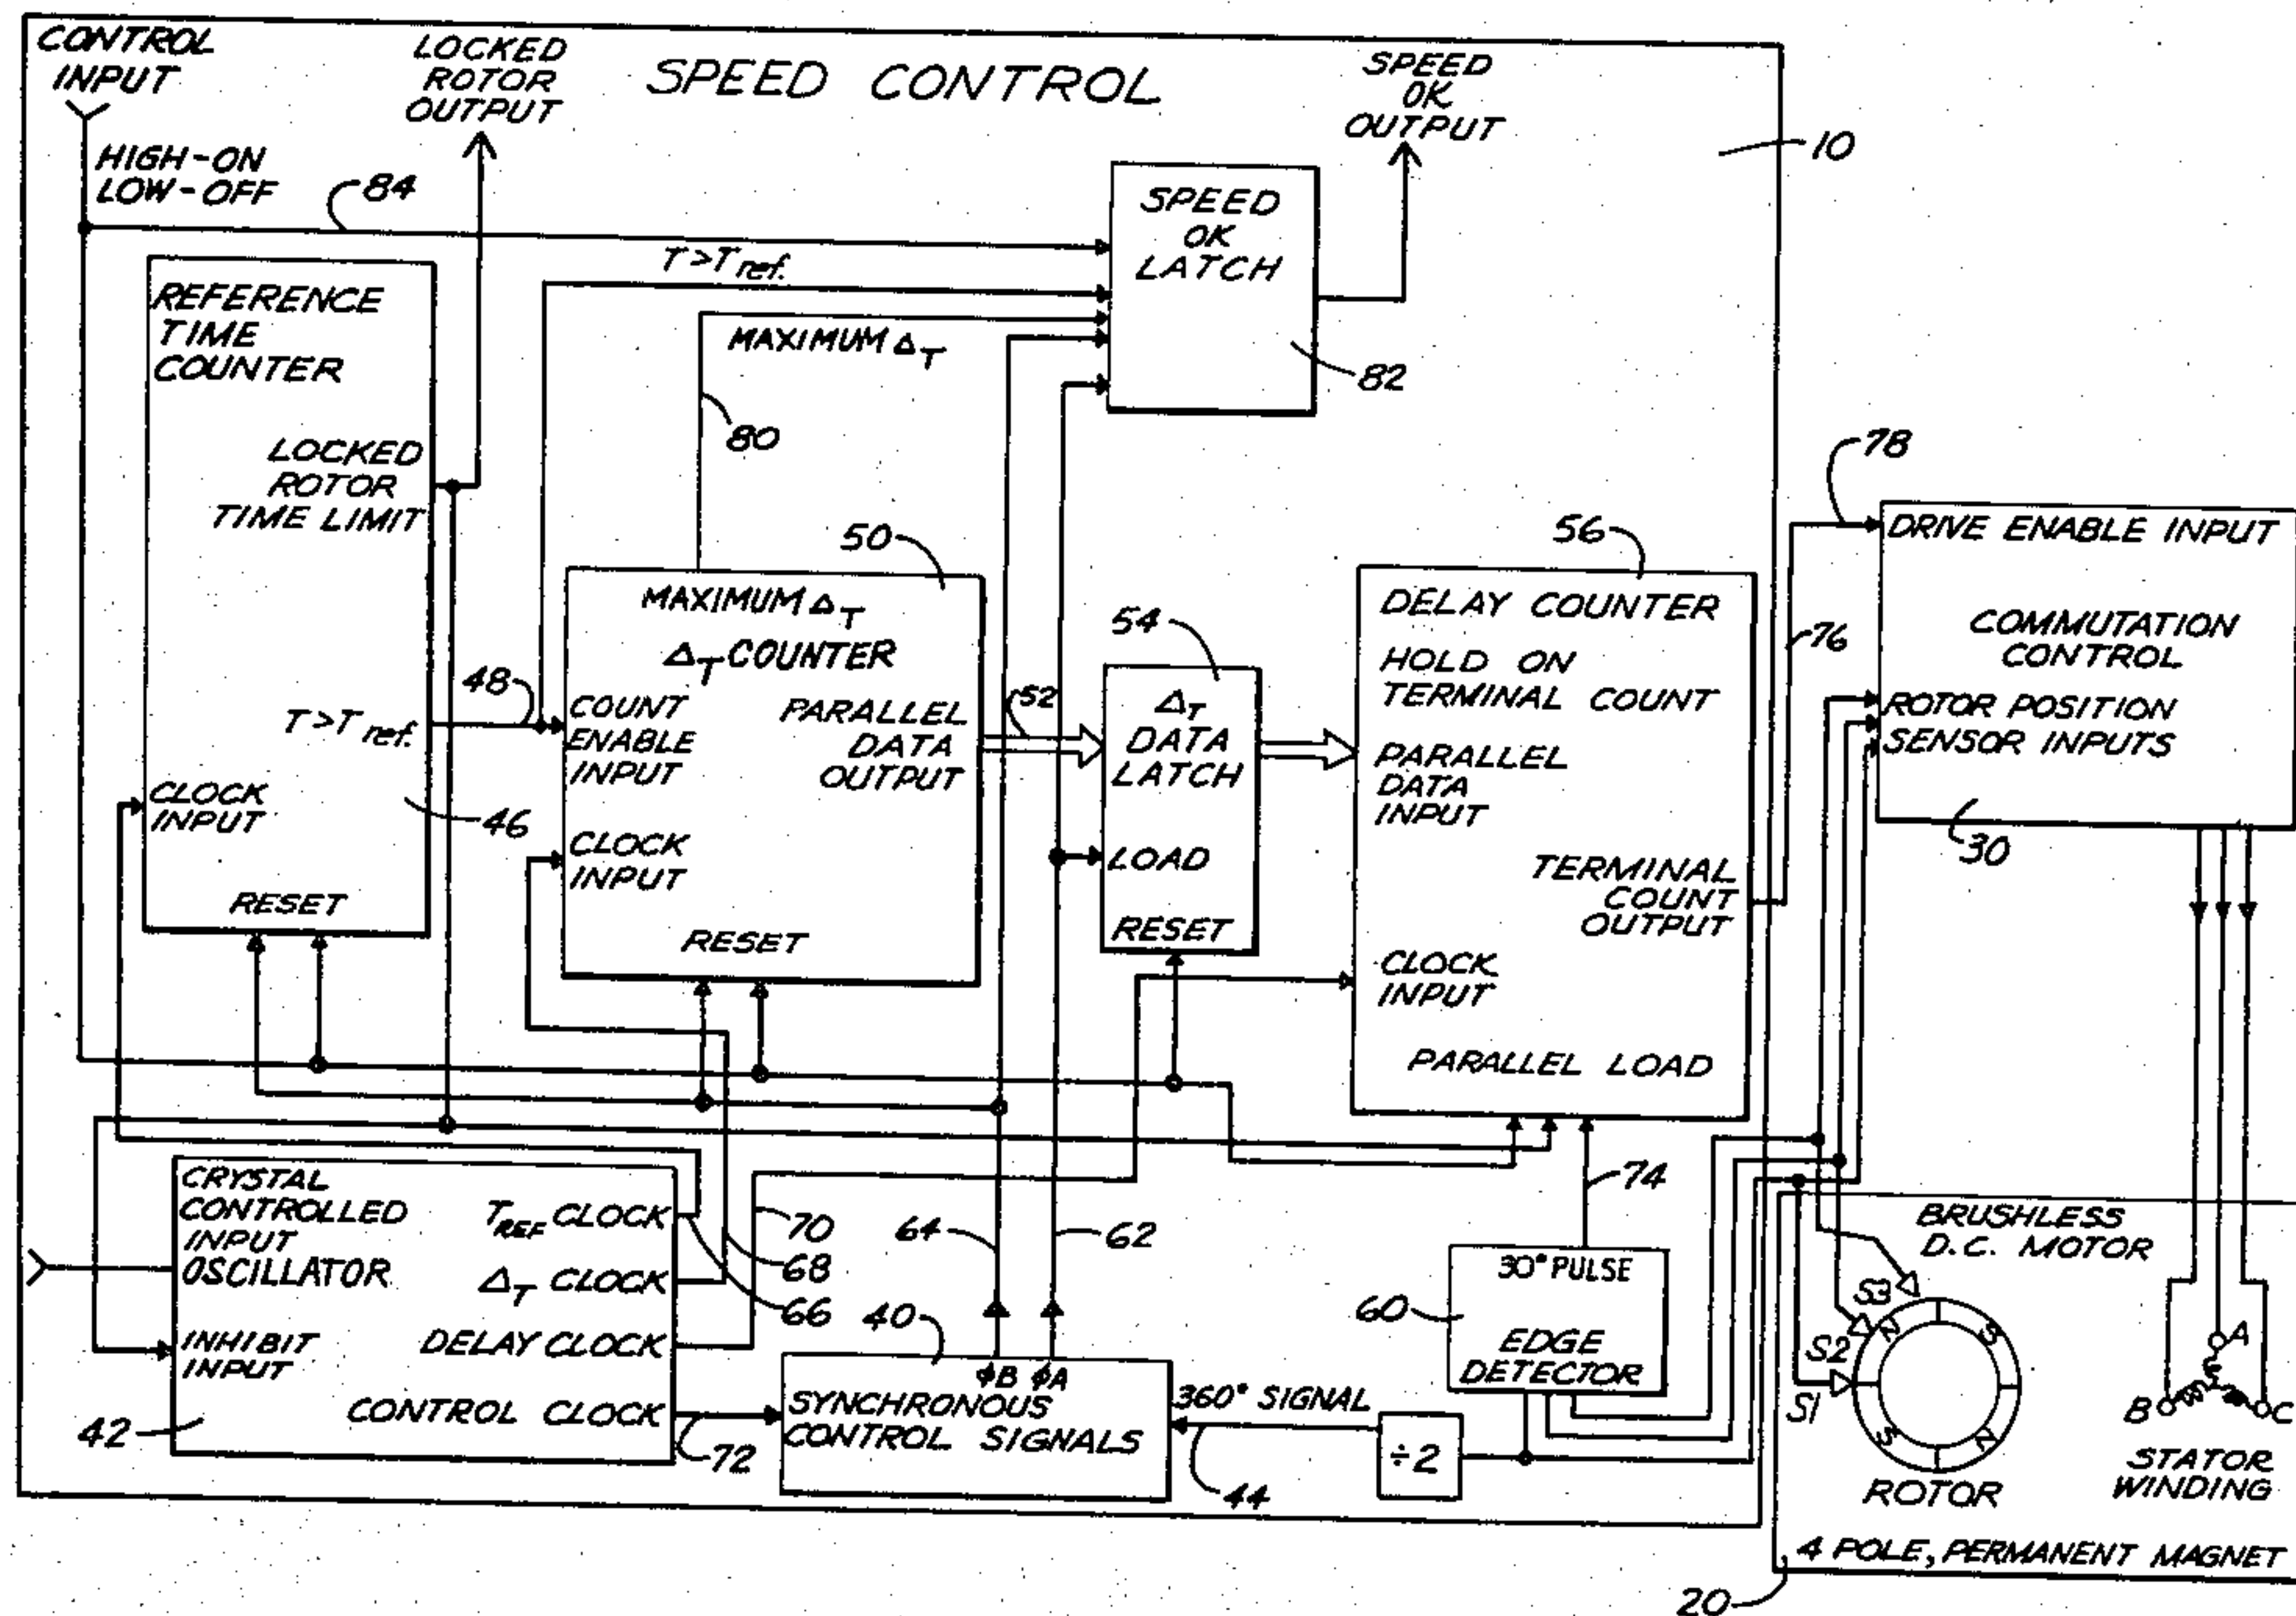 CONTROL
INPUT
LOCKED
ROTOR
OUTPUT
SPEED CONTROL
SPEED
OK
OUTPUT
10
HIGH-ON
LOW-OFF
84
T>Tref.
SPEED
OK
LATCH
82
MAXIMUM ΔT
80
REFERENCE
TIME
COUNTER
LOCKED
ROTOR
TIME LIMIT
T>Tref.
CLOCK
INPUT
46
RESET
48
50
MAXIMUM ΔT
ΔT COUNTER
COUNT
ENABLE
INPUT
PARALLEL
DATA
OUTPUT
CLOCK
INPUT
RESET
52
54
ΔT
DATA
LATCH
LOAD
RESET
56
DELAY COUNTER
HOLD ON
TERMINAL COUNT
PARALLEL
DATA
INPUT
TERMINAL
COUNT
OUTPUT
CLOCK
INPUT
PARALLEL LOAD
78
76
DRIVE ENABLE INPUT
COMMUTATION
CONTROL
ROTOR POSITION
SENSOR INPUTS
30
CRYSTAL
CONTROLLED
INPUT
OSCILLATOR
TREF CLOCK
ΔT CLOCK
DELAY CLOCK
CONTROL CLOCK
INHIBIT
INPUT
42
70
68
66
72
64
62
40
ΦB ΦA
SYNCHRONOUS
CONTROL SIGNALS
360° SIGNAL
44
÷2
74
60
30° PULSE
EDGE
DETECTOR
BRUSHLESS
D.C. MOTOR
S3
S2
S1
N
S
S
N
ROTOR
A
B
C
STATOR
WINDING
4 POLE, PERMANENT MAGNET
20